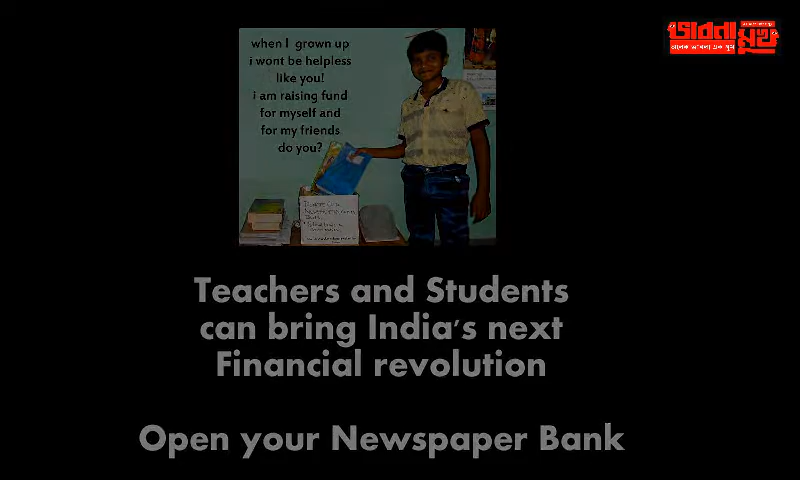 when I grown up
i wont be helpless
like you!
i am raising fund
for myself and
for my friends
do you?
ভাবনা মুখ
Teachers and Students
can bring India's next
Financial revolution
Open your Newspaper Bank